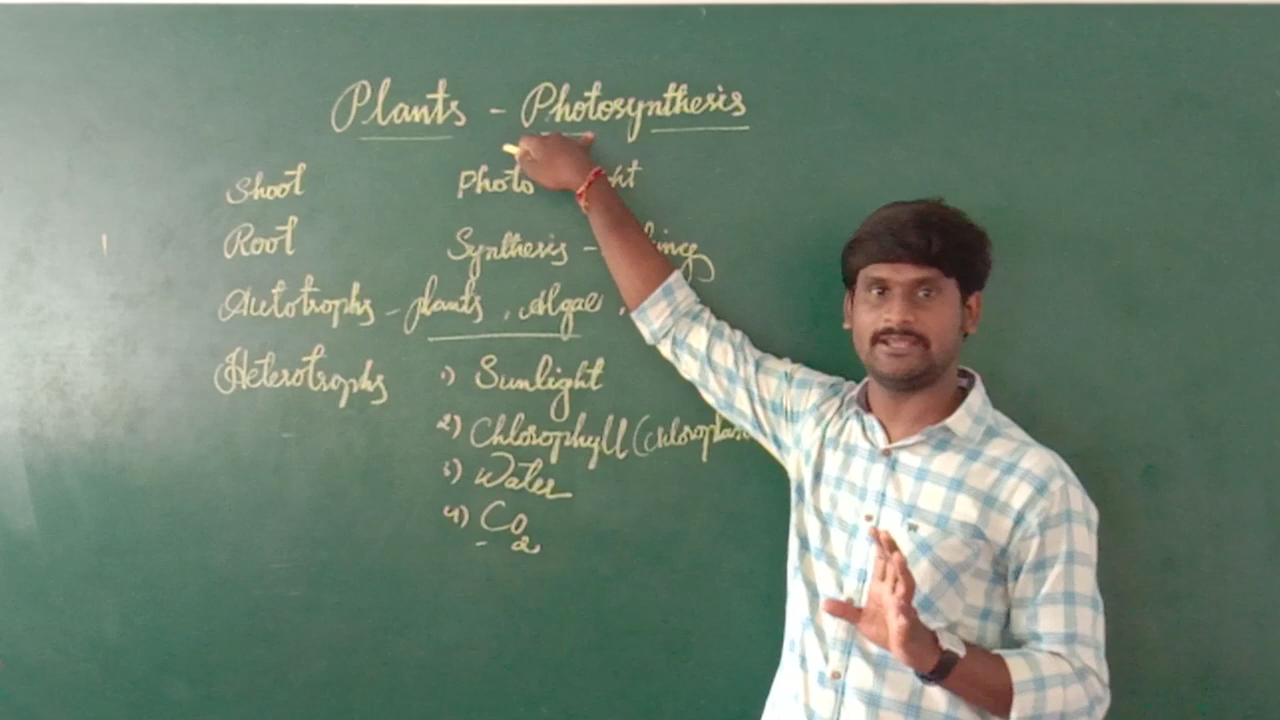 Plants - Photosynthesis
Shoot Photo
Root Synthesis -
Autotrophs - plants, Algae
Heterotrophs
1) Sunlight
2) Chlorophyll (chloroplast
3) Water
4) CO2